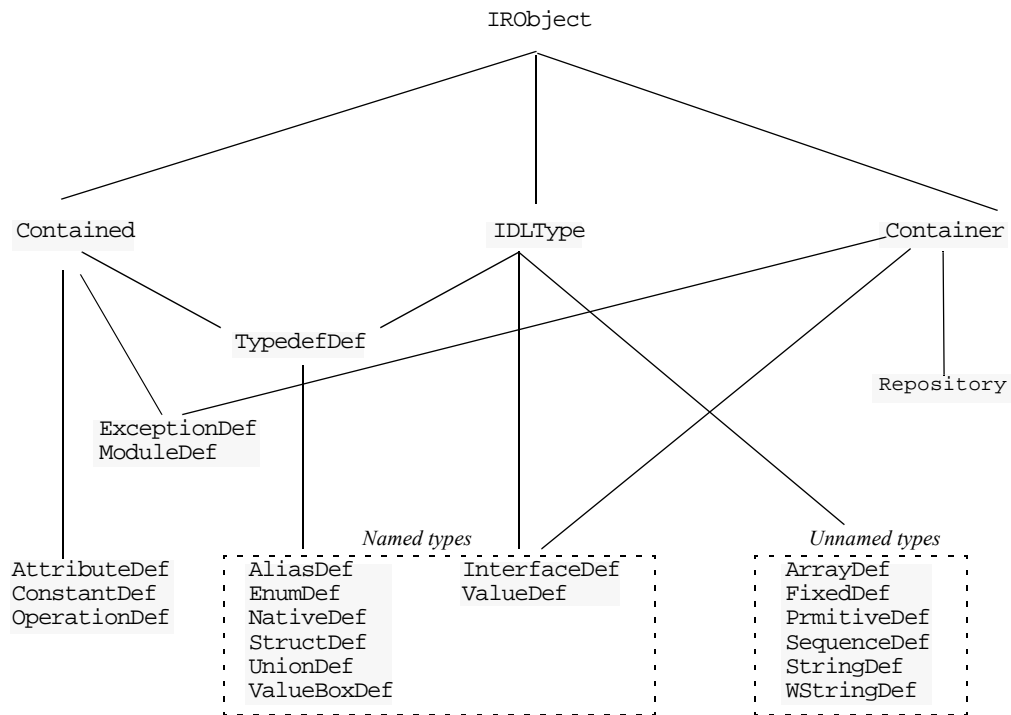 IRObject
Contained
IDLType
Container
TypedefDef
Repository
ExceptionDef
ModuleDef
Named types
Unnamed types
AttributeDef
ConstantDef
OperationDef
AliasDef
EnumDef
NativeDef
StructDef
UnionDef
ValueBoxDef
InterfaceDef
ValueDef
ArrayDef
FixedDef
PrmitiveDef
SequenceDef
StringDef
WStringDef